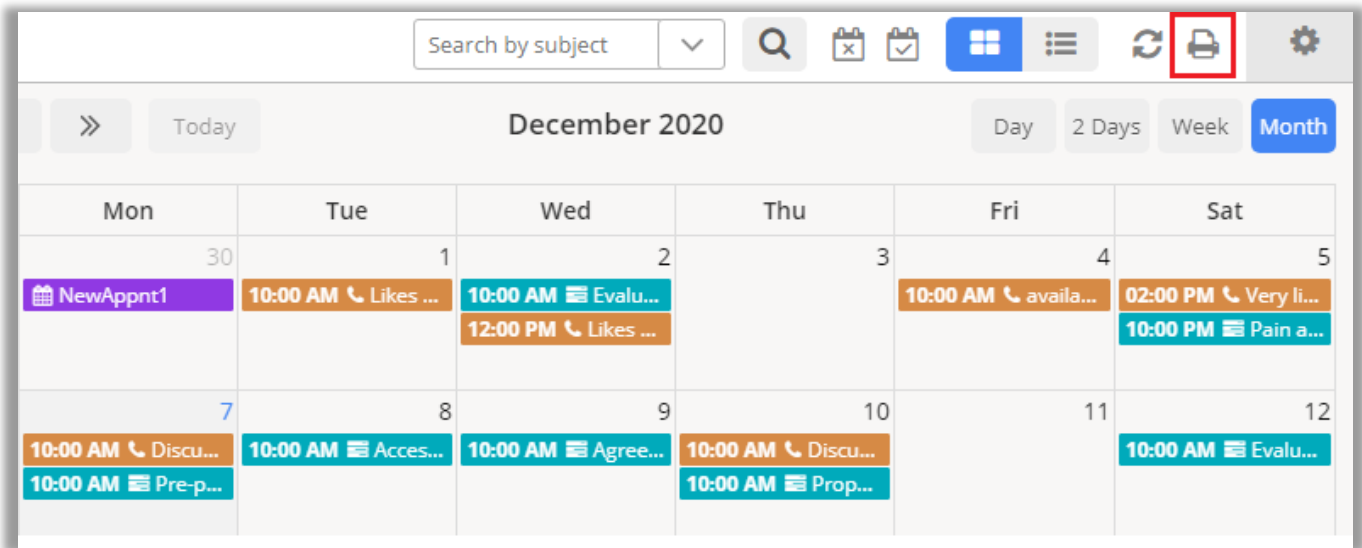 Search by subject
Today December 2020 Day 2 Days Week Month
Mon Tue Wed Thu Fri Sat
30 1 2 3 4 5
NewAppnt1 10:00 AM Likes ... 10:00 AM Evalu... 10:00 AM availa... 02:00 PM Very li...
12:00 PM Likes ... 10:00 PM Pain a...
7 8 9 10 11 12
10:00 AM Discu... 10:00 AM Acces... 10:00 AM Agree... 10:00 AM Discu... 10:00 AM Evalu...
10:00 AM Pre-p... 10:00 AM Prop...